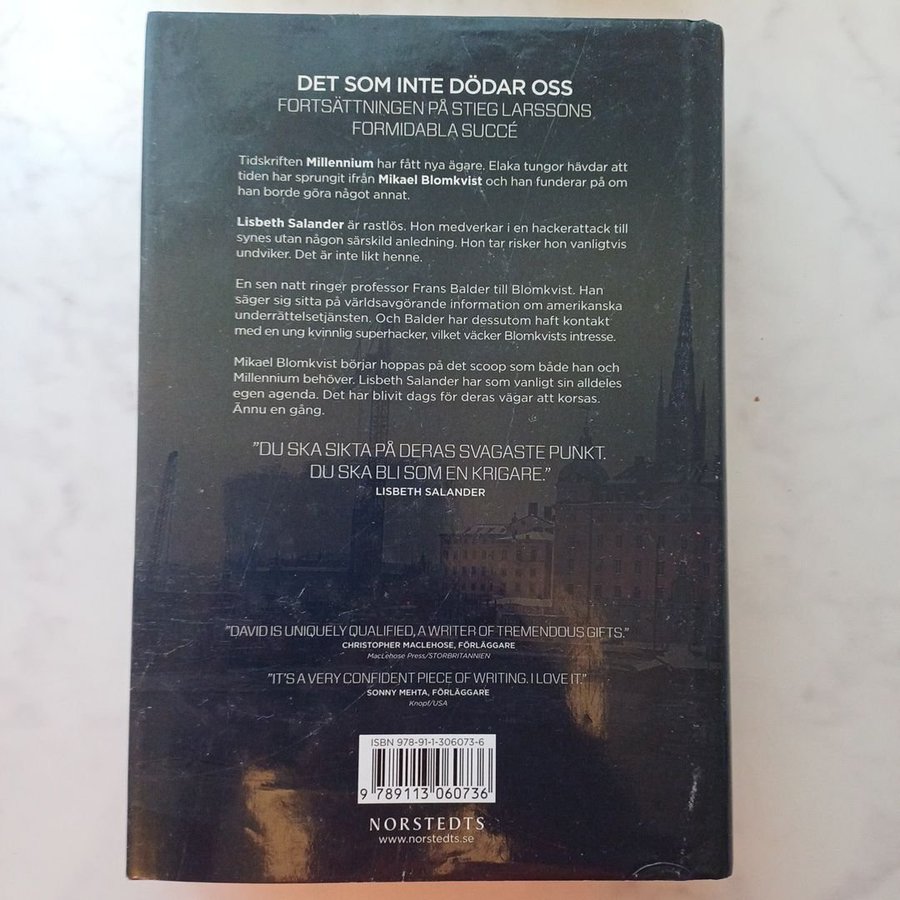 DET SOM INTE DÖDAR OSS
FORTSÄTTNINGEN PÅ STIEG LARSSONS
FORMIDABLA SUCCÉ
Tidskriften Millennium har fått nya ägare. Elaka tungor hävdar att
tiden har sprungit ifrån Mikael Blomkvist och han funderar på om
han borde göra något annat.
Lisbeth Salander är rastlös. Hon medverkar i en hackerattack till
synes utan någon särskild anledning. Hon tar risker hon vanligtvis
undviker. Det är inte likt henne.
En sen natt ringer professor Frans Balder till Blomkvist. Han
säger sig sitta på världsavgörande information om amerikanska
underrättelsetjänsten. Och Balder har dessutom haft kontakt
med en ung kvinnlig superhacker, vilket väcker Blomkvists intresse.
Mikael Blomkvist börjar hoppas på det scoop som både han och
Millennium behöver. Lisbeth Salander har som vanligt sin alldeles
egen agenda. Det har blivit dags för deras vägar att korsas.
Ännu en gång.
"DU SKA SIKTA PÅ DERAS SVAGASTE PUNKT.
DU SKA BLI SOM EN KRIGARE."
LISBETH SALANDER
"DAVID IS UNIQUELY QUALIFIED, A WRITER OF TREMENDOUS GIFTS."
CHRISTOPHER MACLEHOSE, FÖRLÄGGARE
MacLehose Press/STORBRITANNIEN
"IT'S A VERY CONFIDENT PIECE OF WRITING. I LOVE IT."
SONNY MEHTA, FÖRLÄGGARE
Knopf/USA
ISBN 978-91-1-306073-6
9 789113 060736
NORSTEDTS
www.norstedts.se